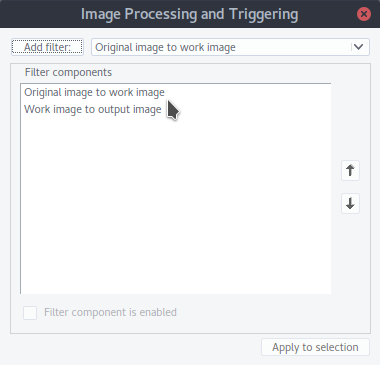 Image Processing and Triggering
Add filter: Original image to work image
Filter components
Original image to work image
Work image to output image
Filter component is enabled
Apply to selection